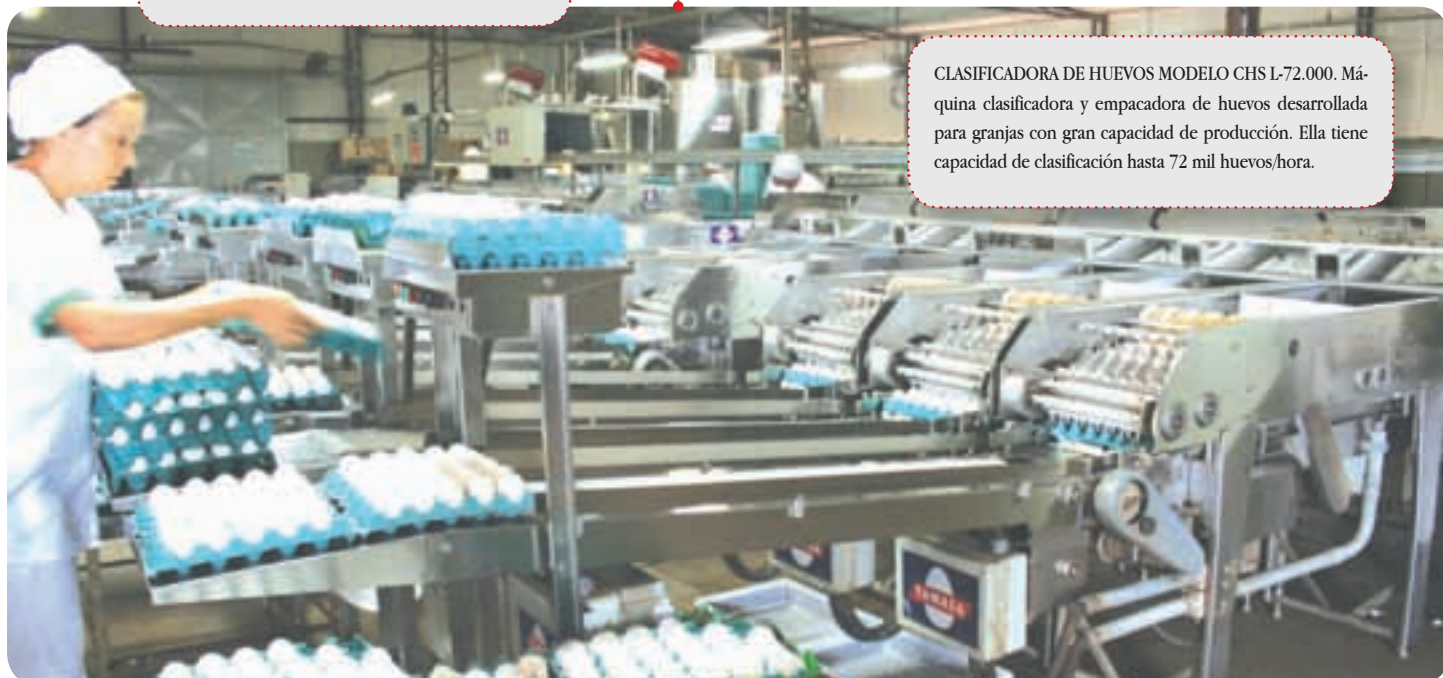 CLASIFICADORA DE HUEVOS MODELO CHS L-72.000. Má-
quina clasificadora y empacadora de huevos desarrollada
para granjas con gran capacidad de producción. Ella tiene
capacidad de clasificación hasta 72 mil huevos/hora.
YAMASA